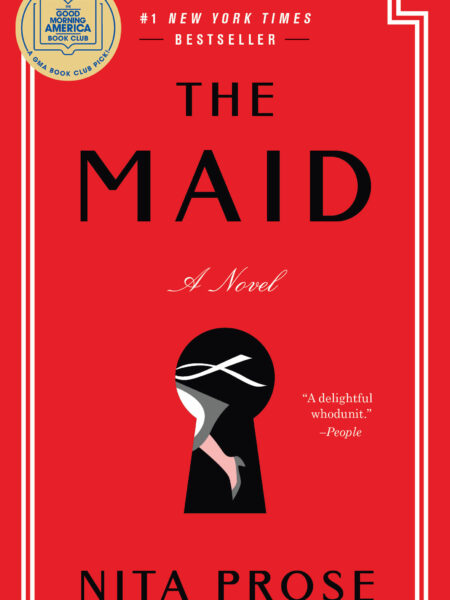 GOOD
MORNING
AMERICA
BOOK CLUB
A GMA BOOK CLUB PICK!
#1 NEW YORK TIMES
BESTSELLER
THE
MAID
A Novel
“A delightful
whodunit.”
–People
NITA PROSE